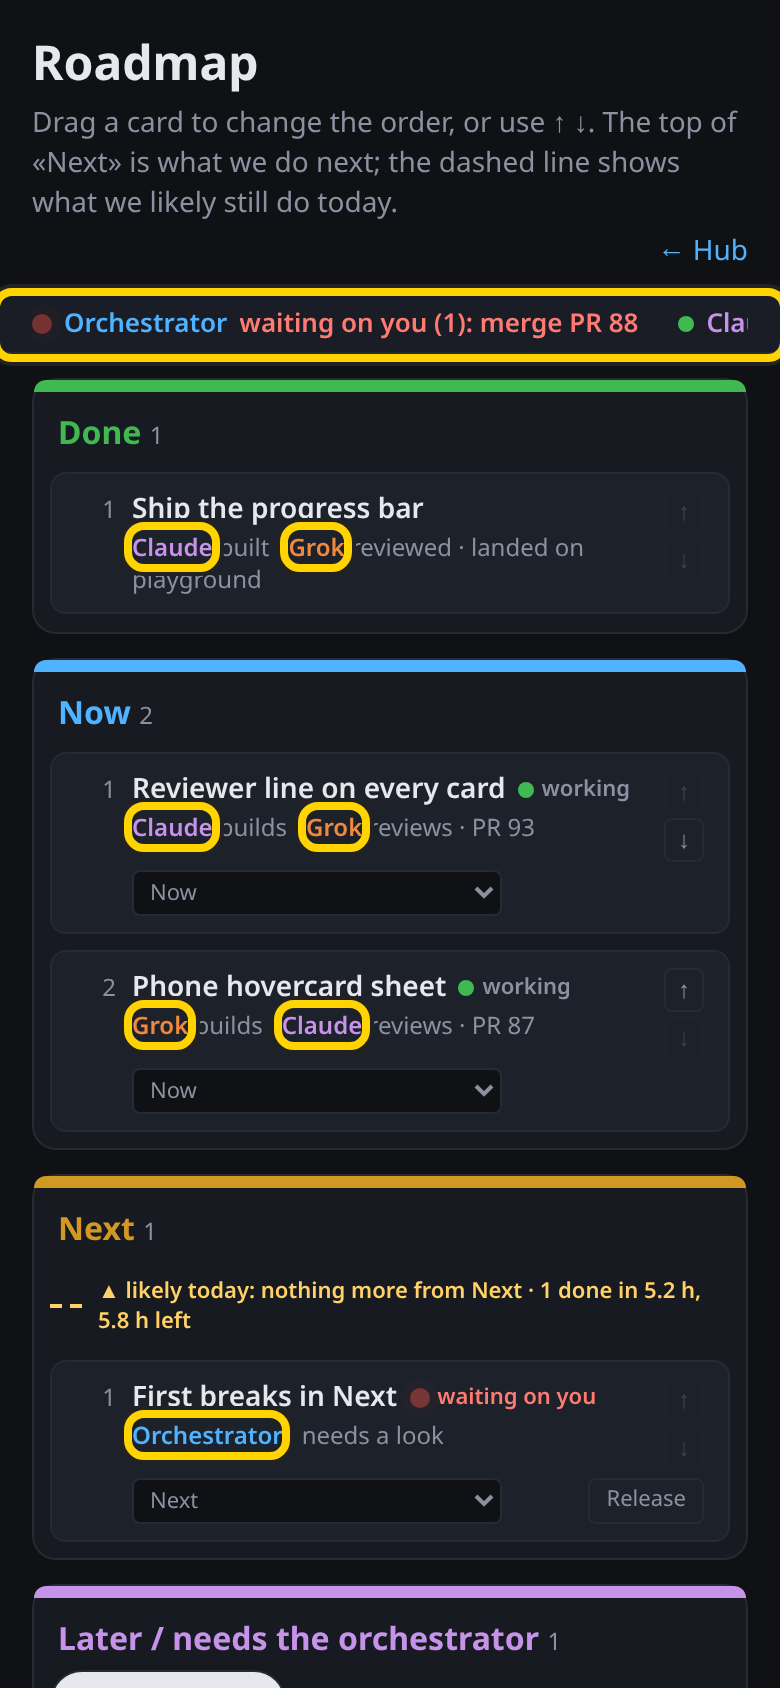 Roadmap
Drag a card to change the order, or use ↑ ↓. The top of
«Next» is what we do next; the dashed line shows
what we likely still do today.
← Hub
Orchestrator waiting on you (1): merge PR 88
Done 1
1 Ship the progress bar ↑
Claude built Grok reviewed · landed on ↓
playground
Now 2
1 Reviewer line on every card working ↑
Claude builds Grok reviews · PR 93 ↓
Now
2 Phone hovercard sheet working ↑
Grok builds Claude reviews · PR 87 ↓
Now
Next 1
▲ likely today: nothing more from Next · 1 done in 5.2 h,
5.8 h left
1 First breaks in Next waiting on you ↑
Orchestrator needs a look ↓
Next Release
Later / needs the orchestrator 1